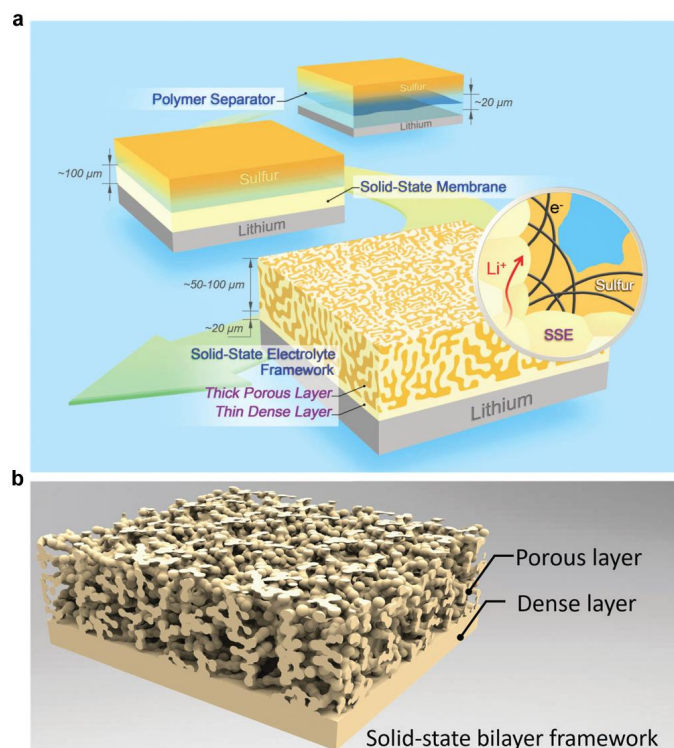 a
Sulfur
Polymer Separator
~20 µm
Lithium
~100 µm
Sulfur
Solid-State Membrane
Lithium
e-
Li+
Sulfur
SSE
~50-100 µm
~20 µm
Solid-State Electrolyte
Framework
Thick Porous Layer
Thin Dense Layer
Lithium
b
Porous layer
Dense layer
Solid-state bilayer framework